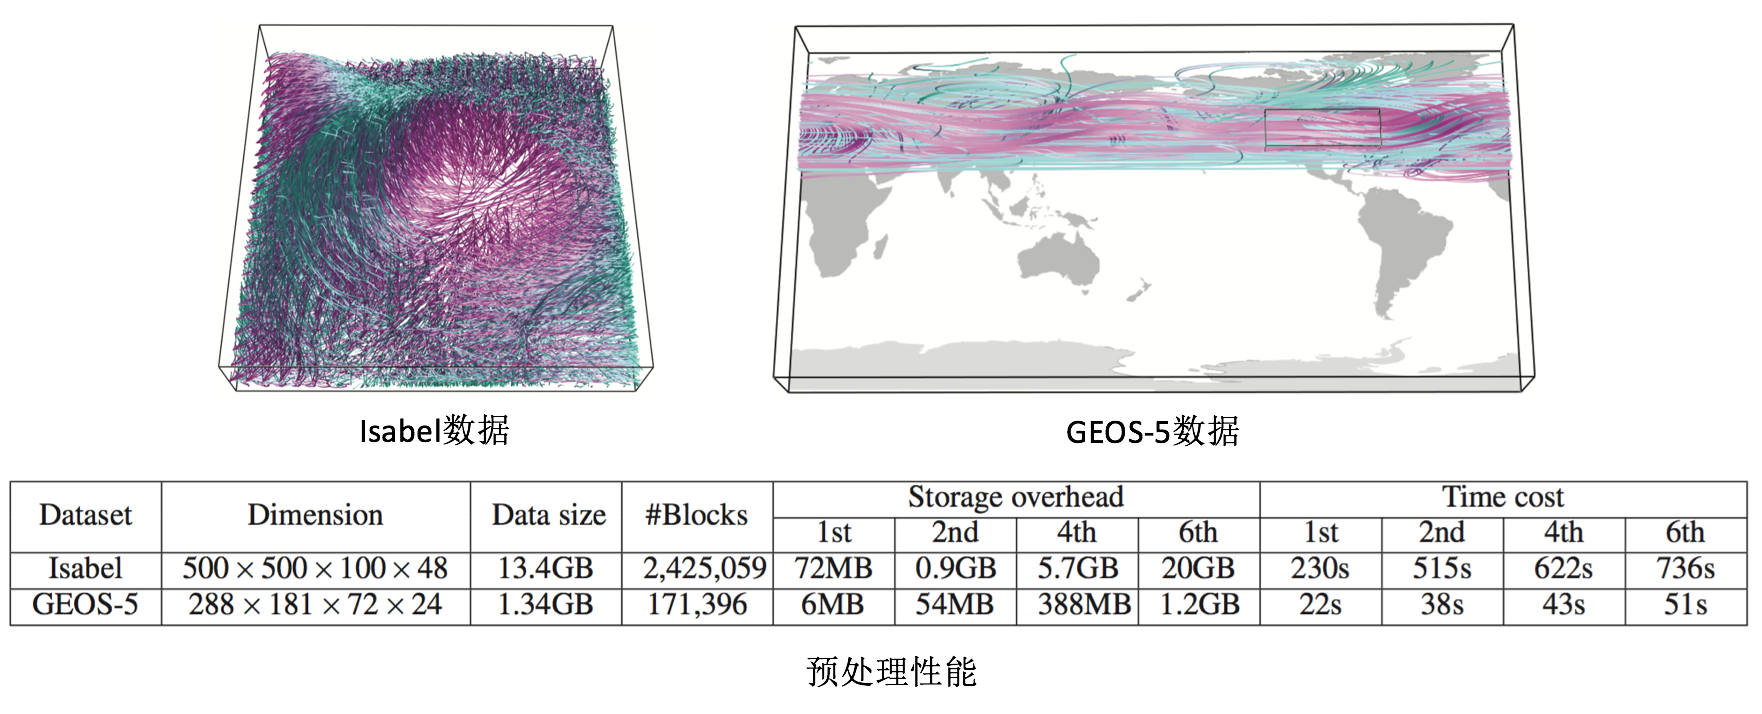 Isabel数据
GEOS-5数据
Dataset Dimension Data size #Blocks Storage overhead Time cost
1st 2nd 4th 6th 1st 2nd 4th 6th
Isabel 500 × 500 × 100 × 48 13.4GB 2,425,059 72MB 0.9GB 5.7GB 20GB 230s 515s 622s 736s
GEOS-5 288 × 181 × 72 × 24 1.34GB 171,396 6MB 54MB 388MB 1.2GB 22s 38s 43s 51s
预处理性能